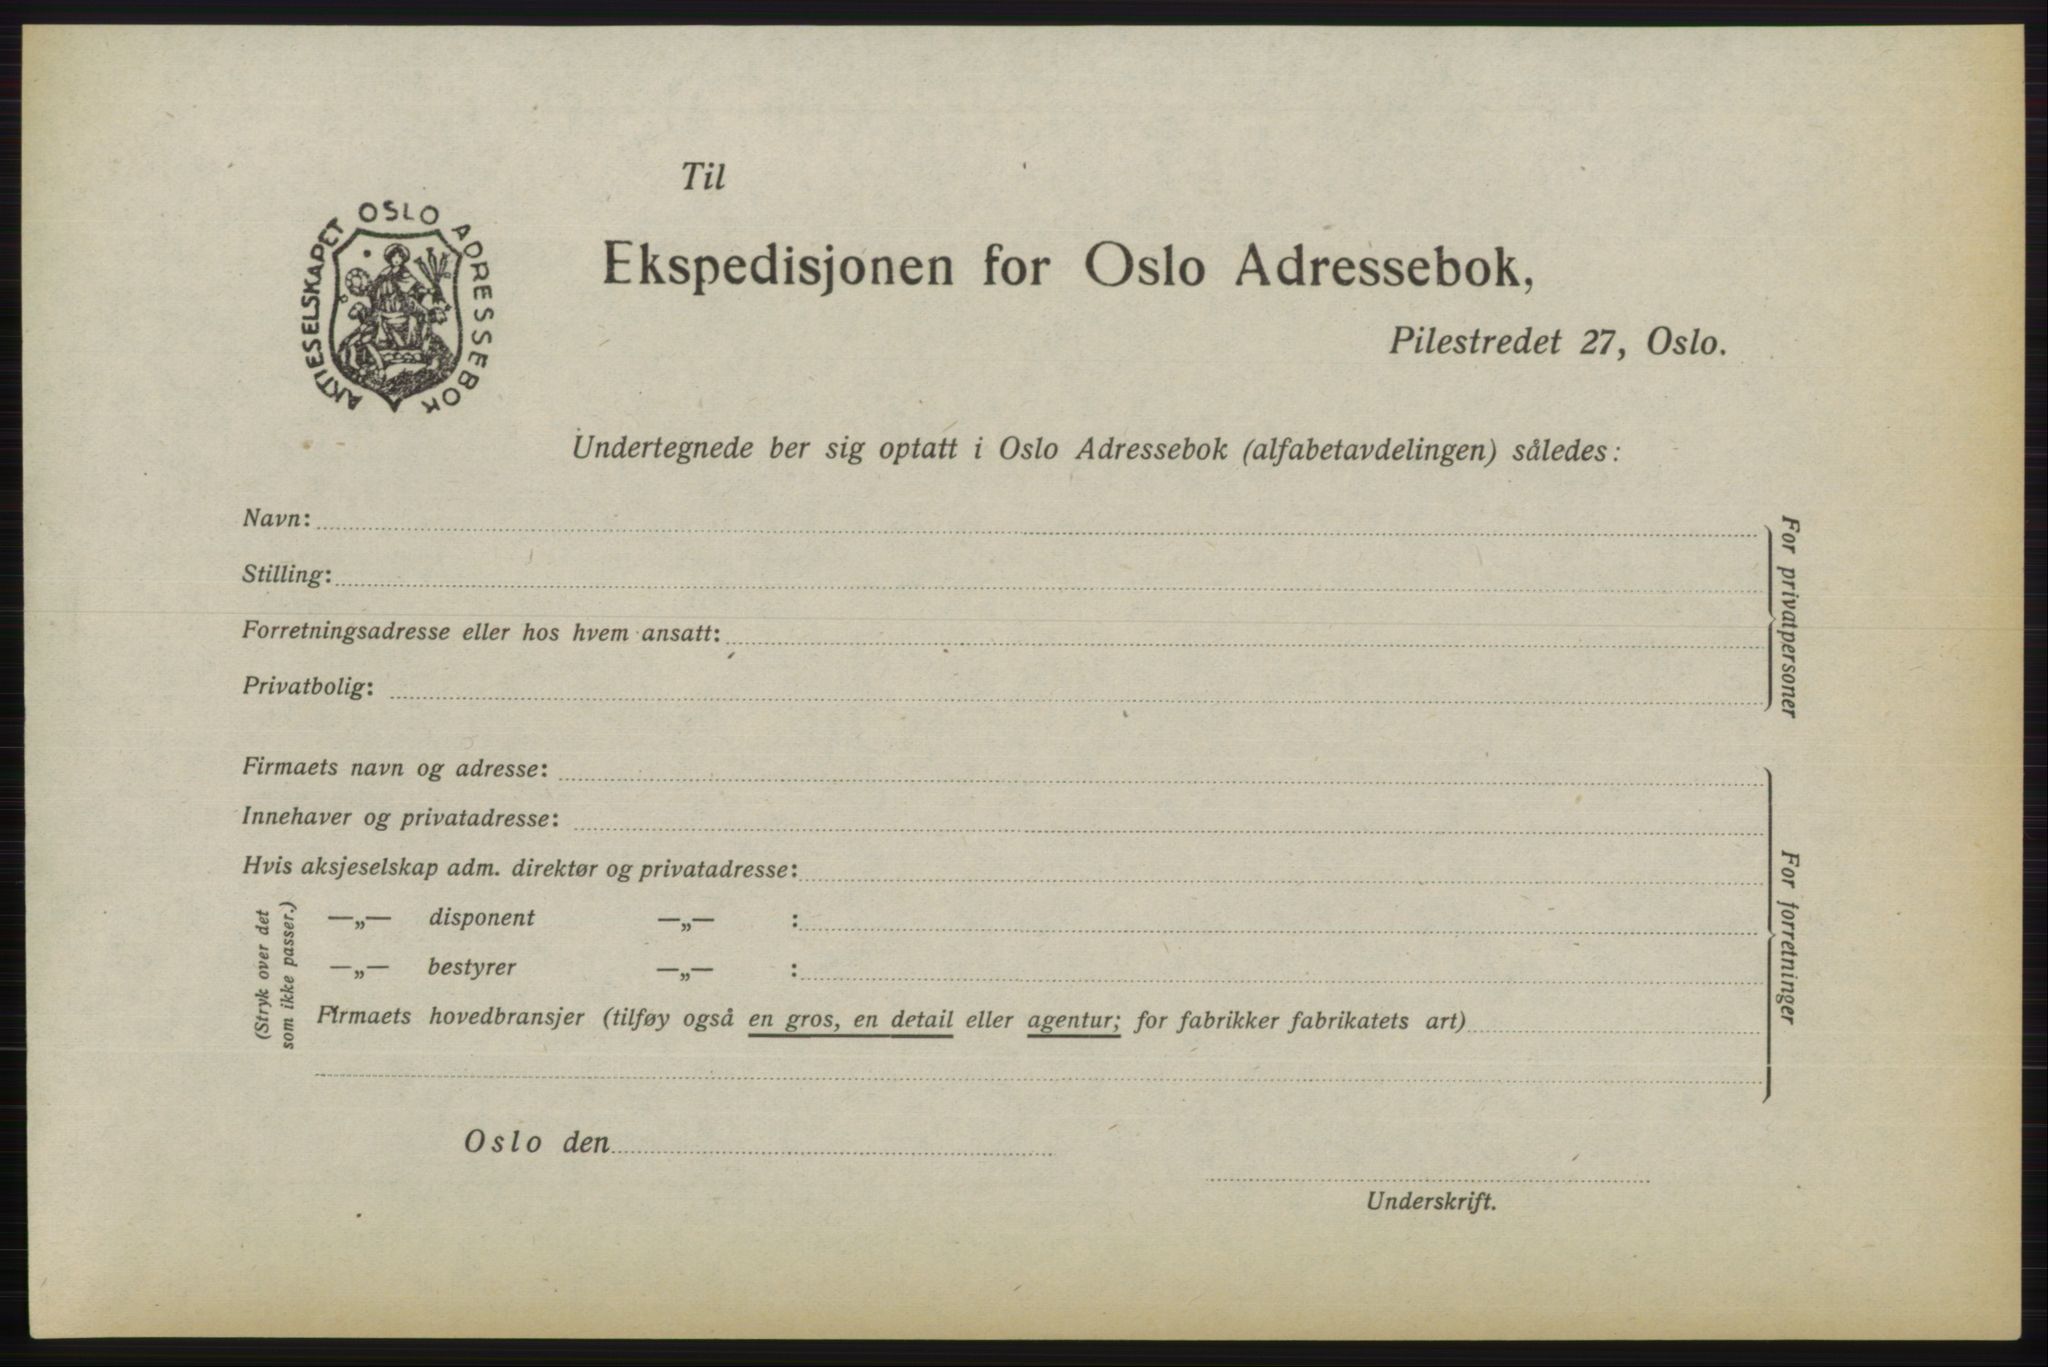 Til
AKTIESELSKAPET OSLO ADRESSEBOK
Ekspedisjonen for Oslo Adressebok,
Pilestredet 27, Oslo.
Undertegnede ber sig optatt i Oslo Adressebok (alfabetavdelingen) således:
Navn:
Stilling:
Forretningsadresse eller hos hvem ansatt:
Privatbolig:
For privatpersoner
Firmaets navn og adresse:
Innehaver og privatadresse:
Hvis aksjeselskap adm. direktør og privatadresse:
—„— disponent —„— :
—„— bestyrer —„— :
(Stryk over det
som ikke passer.)
Firmaets hovedbransjer (tilføy også en gros, en detail eller agentur; for fabrikker fabrikatets art)
For forretninger
Oslo den
Underskrift.